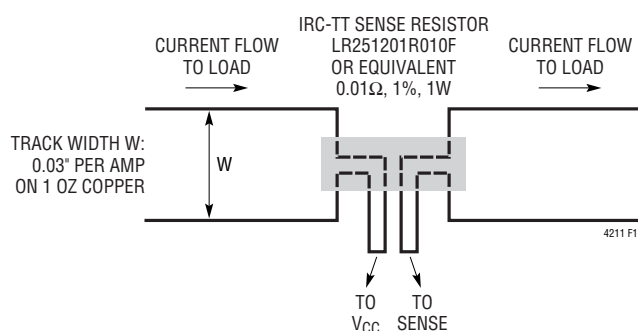 IRC-TT SENSE RESISTOR
LR251201R010F
OR EQUIVALENT
0.01Ω, 1%, 1W
CURRENT FLOW
TO LOAD
CURRENT FLOW
TO LOAD
TRACK WIDTH W:
0.03" PER AMP
ON 1 OZ COPPER
W
4211 F1
TO
VCC
TO
SENSE